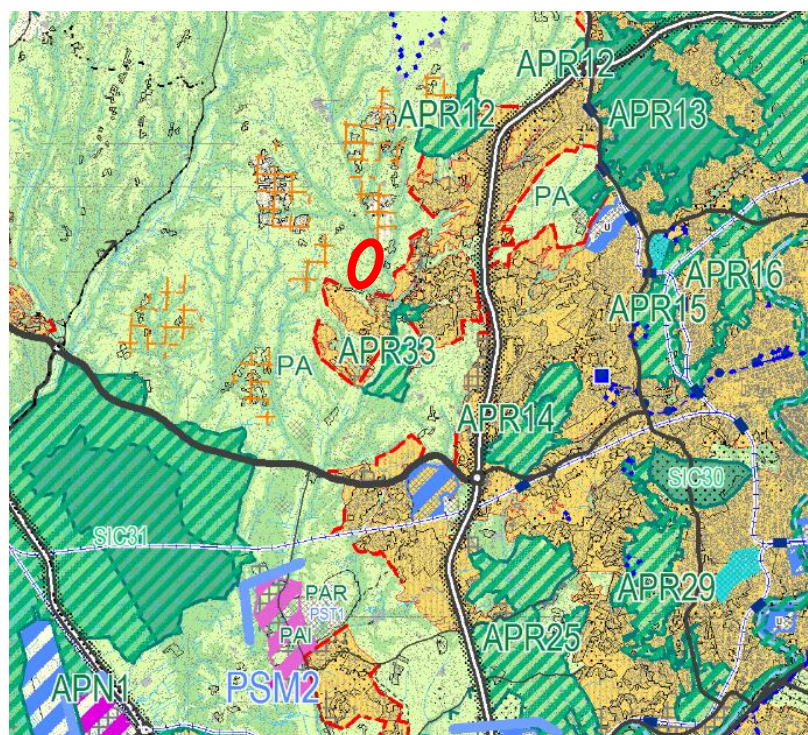 APR12
APR12
APR13
PA
U
APR16
APR15
APR33
PA
APR14
SIC30
SIC31
PAR
PST1
APR29
PAI
APR25
APN1
PSM2